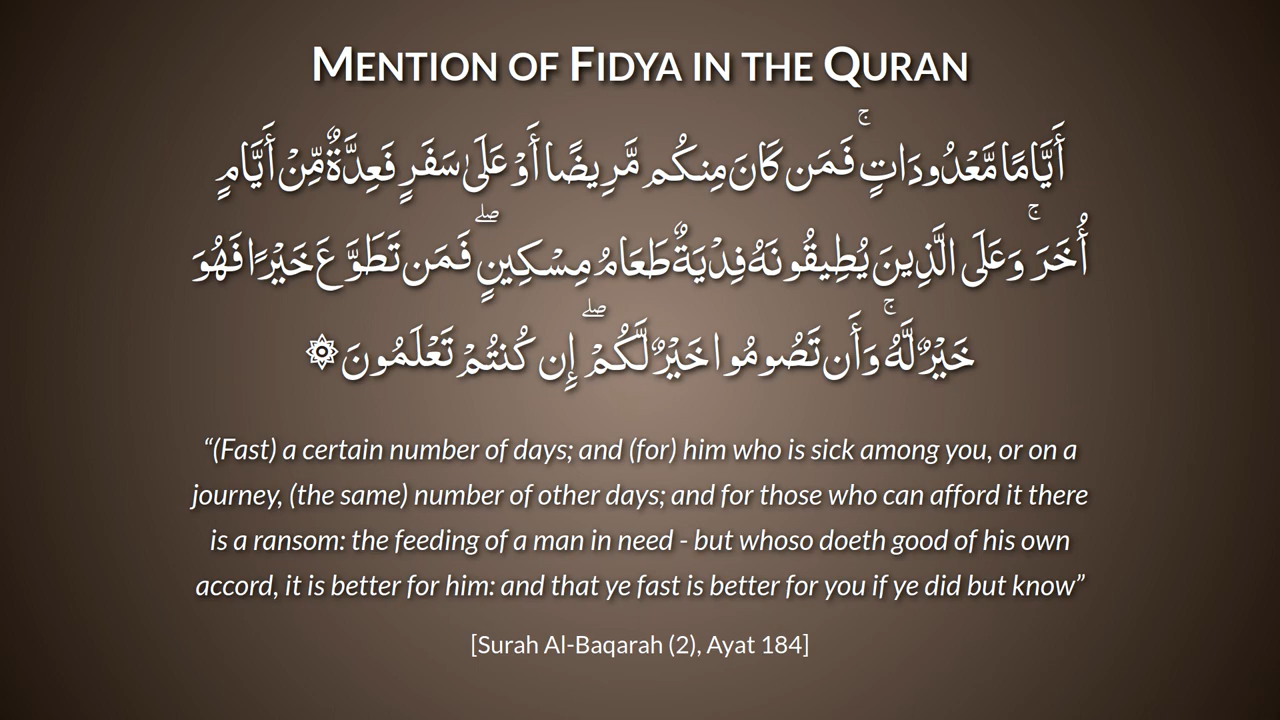 MENTION OF FIDYA IN THE QURAN
أَيَّامًا مَّعْدُودَاتٍ ۚ فَمَن كَانَ مِنكُم مَّرِيضًا أَوْ عَلَىٰ سَفَرٍ فَعِدَّةٌ مِّنْ أَيَّامٍ
أُخَرَ ۚ وَعَلَى الَّذِينَ يُطِيقُونَهُ فِدْيَةٌ طَعَامُ مِسْكِينٍ ۖ فَمَن تَطَوَّعَ خَيْرًا فَهُوَ
خَيْرٌ لَّهُ ۚ وَأَن تَصُومُوا خَيْرٌ لَّكُمْ ۖ إِن كُنتُمْ تَعْلَمُونَ ۞
“(Fast) a certain number of days; and (for) him who is sick among you, or on a
journey, (the same) number of other days; and for those who can afford it there
is a ransom: the feeding of a man in need - but whoso doeth good of his own
accord, it is better for him: and that ye fast is better for you if ye did but know”
[Surah Al-Baqarah (2), Ayat 184]